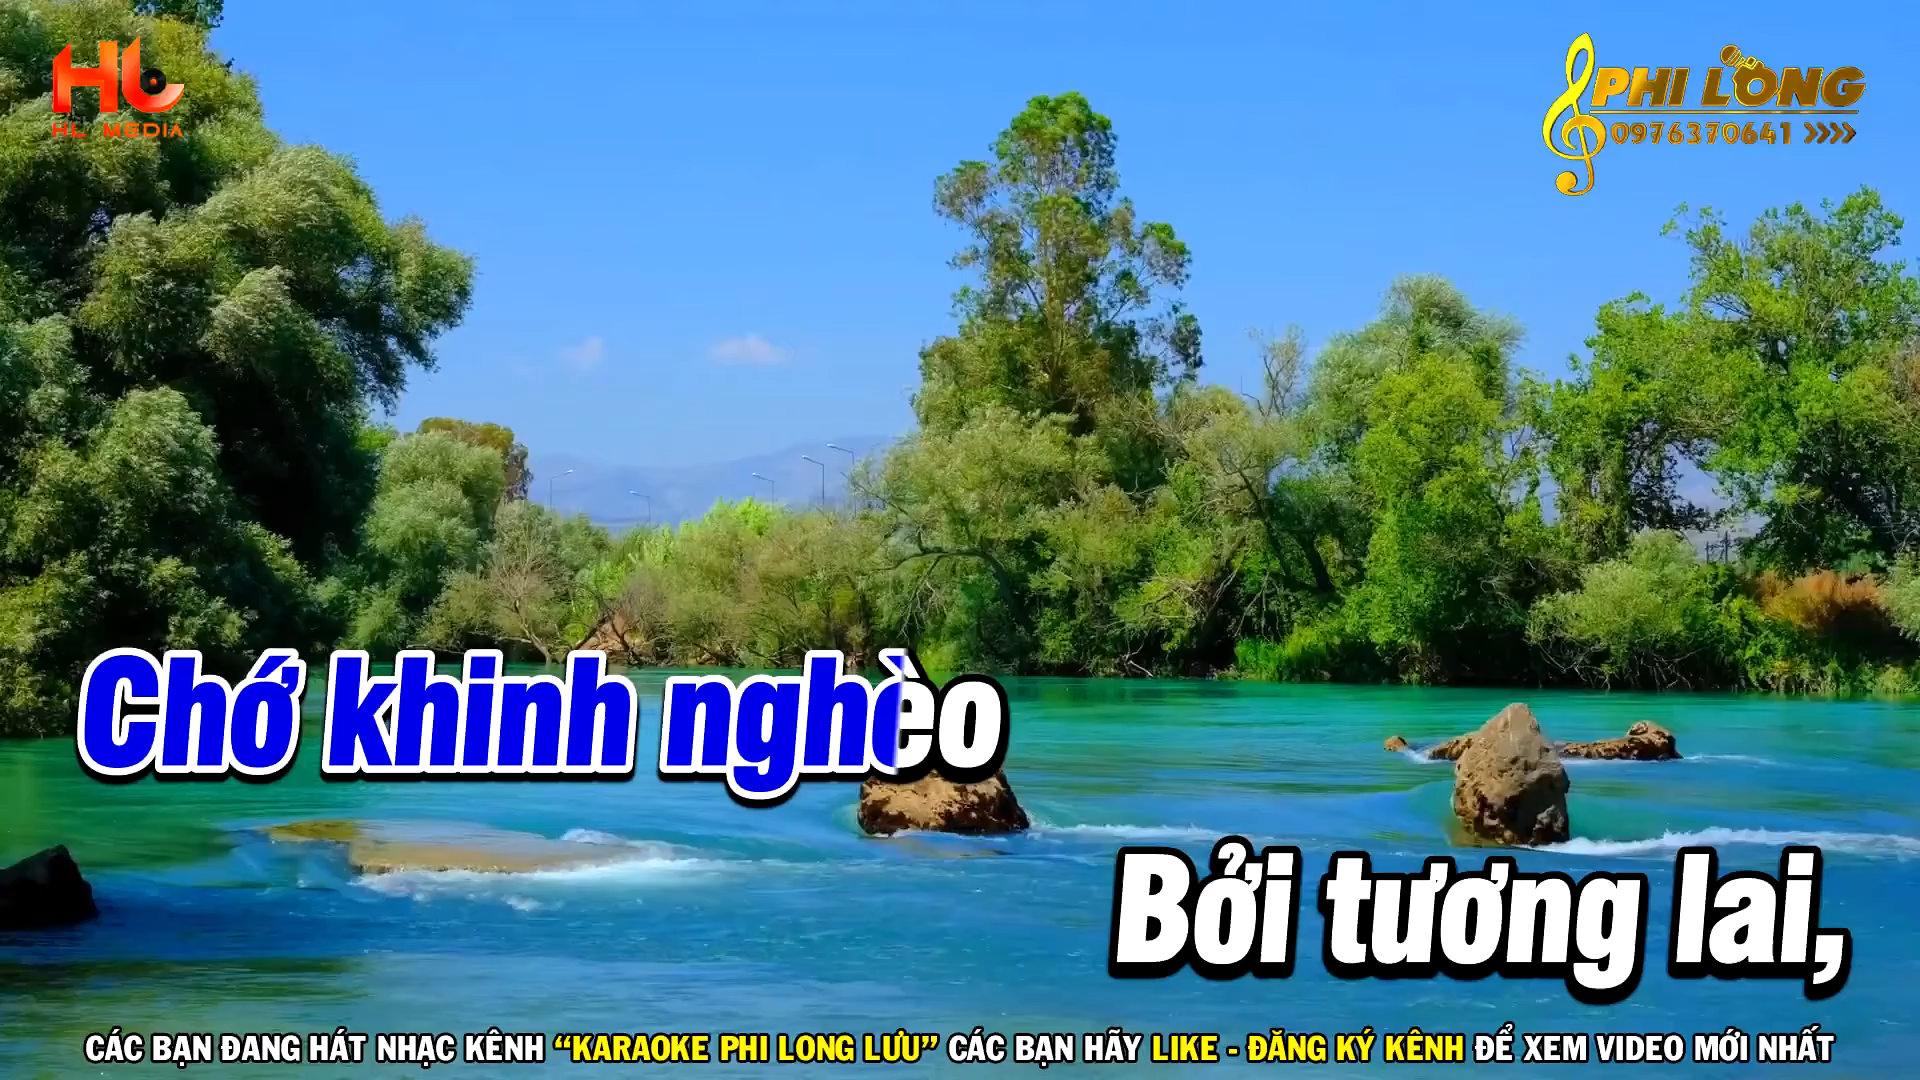 HL MEDIA
PHI LONG
0976370641
Chớ khinh nghèo
Bởi tương lai,
CÁC BẠN ĐANG HÁT NHẠC KÊNH “KARAOKE PHI LONG LƯU” CÁC BẠN HÃY LIKE - ĐĂNG KÝ KÊNH ĐỂ XEM VIDEO MỚI NHẤT